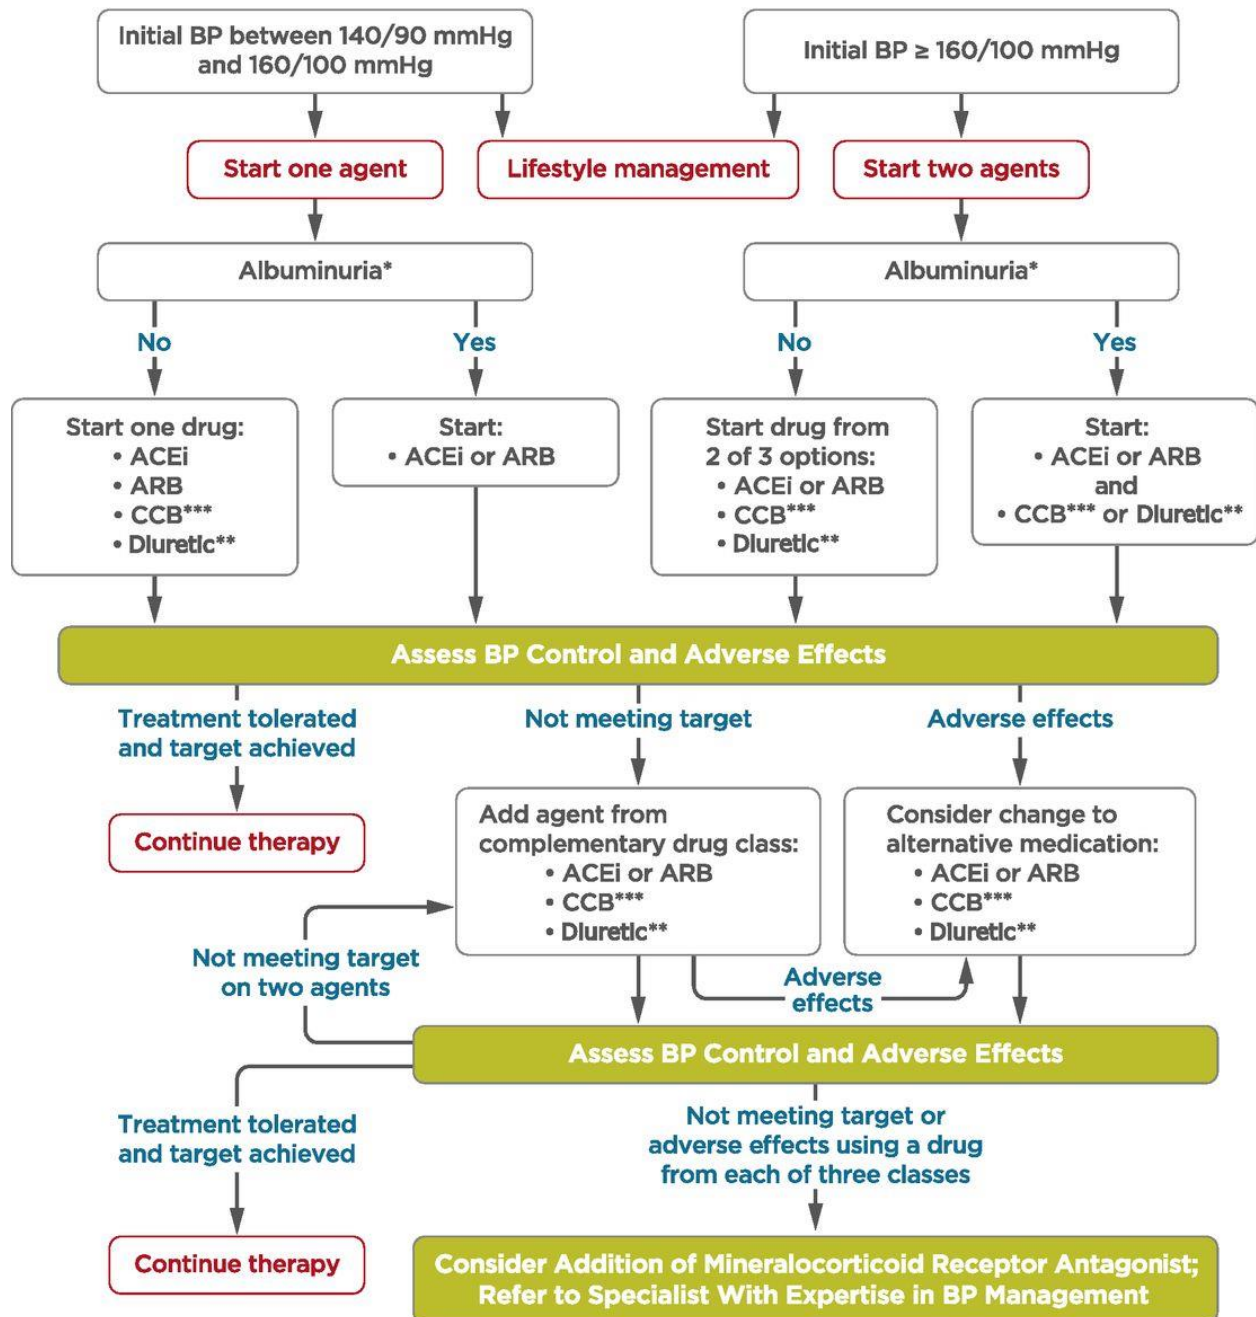 Initial BP between 140/90 mmHg
and 160/100 mmHg
Initial BP ≥ 160/100 mmHg
Start one agent
Lifestyle management
Start two agents
Albuminuria*
Albuminuria*
No
Yes
No
Yes
Start one drug:
• ACEi
• ARB
• CCB***
• Diuretic**
Start:
• ACEi or ARB
Start drug from
2 of 3 options:
• ACEi or ARB
• CCB***
• Diuretic**
Start:
• ACEi or ARB
and
• CCB*** or Diuretic**
Assess BP Control and Adverse Effects
Treatment tolerated
and target achieved
Not meeting target
Adverse effects
Continue therapy
Add agent from
complementary drug class:
• ACEi or ARB
• CCB***
• Diuretic**
Consider change to
alternative medication:
• ACEi or ARB
• CCB***
• Diuretic**
Not meeting target
on two agents
Adverse
effects
Assess BP Control and Adverse Effects
Treatment tolerated
and target achieved
Not meeting target or
adverse effects using a drug
from each of three classes
Continue therapy
Consider Addition of Mineralocorticoid Receptor Antagonist;
Refer to Specialist With Expertise in BP Management